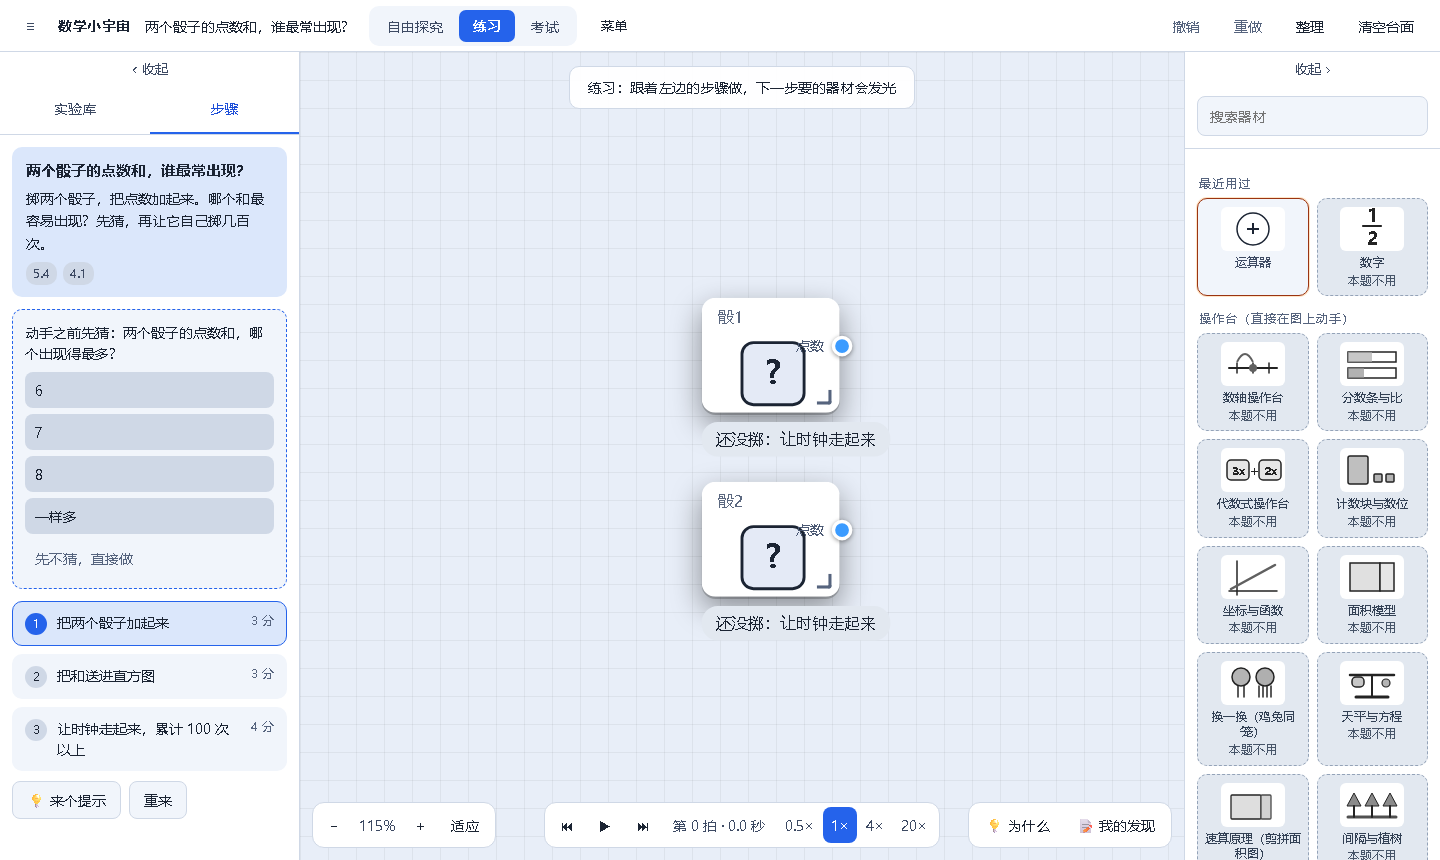 ≡ 数学小宇宙 两个骰子的点数和，谁最常出现？ 自由探究 练习 考试 菜单 撤销 重做 整理 清空台面
‹ 收起
实验库 步骤
两个骰子的点数和，谁最常出现？
掷两个骰子，把点数加起来。哪个和最
容易出现？先猜，再让它自己掷几百
次。
5.4 4.1
动手之前先猜：两个骰子的点数和，哪
个出现得最多？
6
7
8
一样多
先不猜，直接做
1 把两个骰子加起来 3 分
2 把和送进直方图 3 分
3 让时钟走起来，累计 100 次 4 分
以上
来个提示 重来
练习：跟着左边的步骤做，下一步要的器材会发光
骰1
点数
?
还没掷：让时钟走起来
骰2
点数
?
还没掷：让时钟走起来
− 115% + 适应
第 0 拍 · 0.0 秒 0.5× 1× 4× 20×
为什么 我的发现
收起 ›
搜索器材
最近用过
运算器
1
2
数字
本题不用
操作台（直接在图上动手）
数轴操作台
本题不用
分数条与比
本题不用
3x + 2x
代数式操作台
本题不用
计数块与数位
本题不用
坐标与函数
本题不用
面积模型
本题不用
换一换（鸡兔同
笼）
本题不用
天平与方程
本题不用
速算原理（剪拼面
积图）
间隔与植树
本题不用